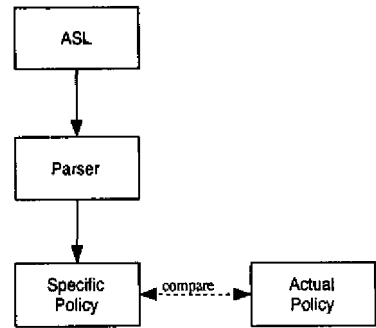 ASL
Parser
Specific
Policy
compare
Actual
Policy